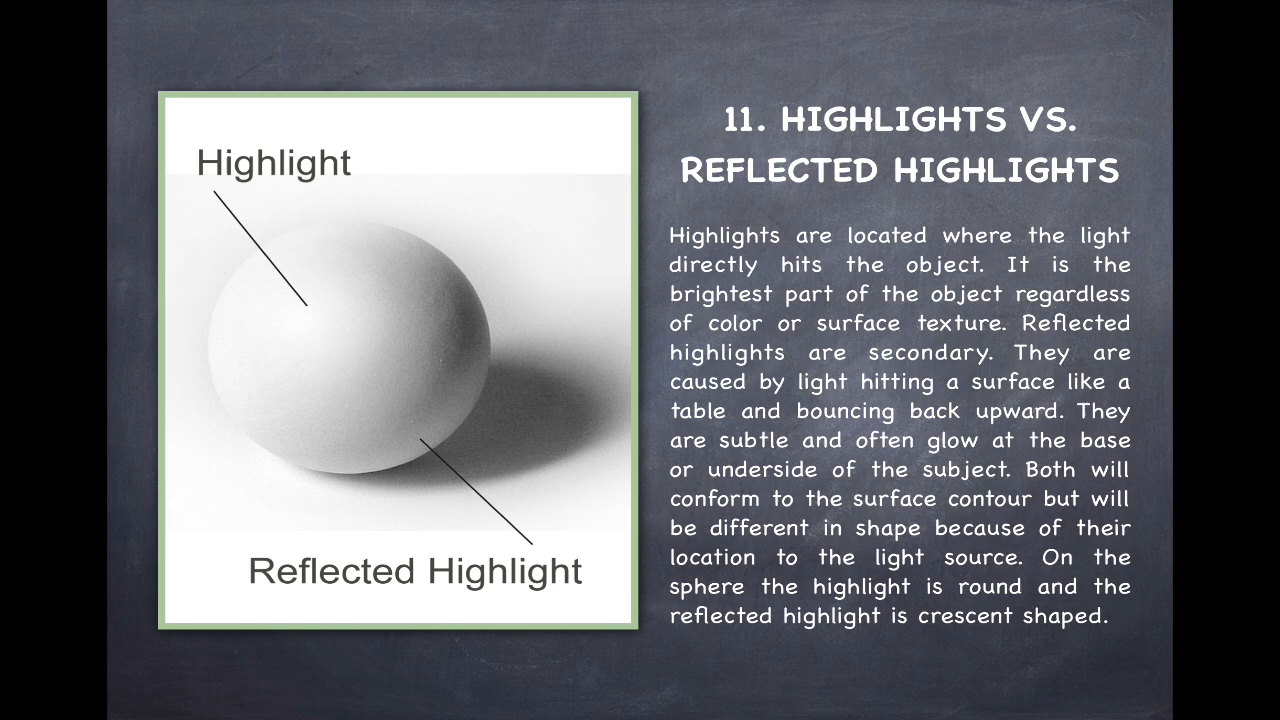 Highlight
Reflected Highlight
11. HIGHLIGHTS VS.
REFLECTED HIGHLIGHTS
Highlights are located where the light
directly hits the object. It is the
brightest part of the object regardless
of color or surface texture. Reflected
highlights are secondary. They are
caused by light hitting a surface like a
table and bouncing back upward. They
are subtle and often glow at the base
or underside of the subject. Both will
conform to the surface contour but will
be different in shape because of their
location to the light source. On the
sphere the highlight is round and the
reflected highlight is crescent shaped.